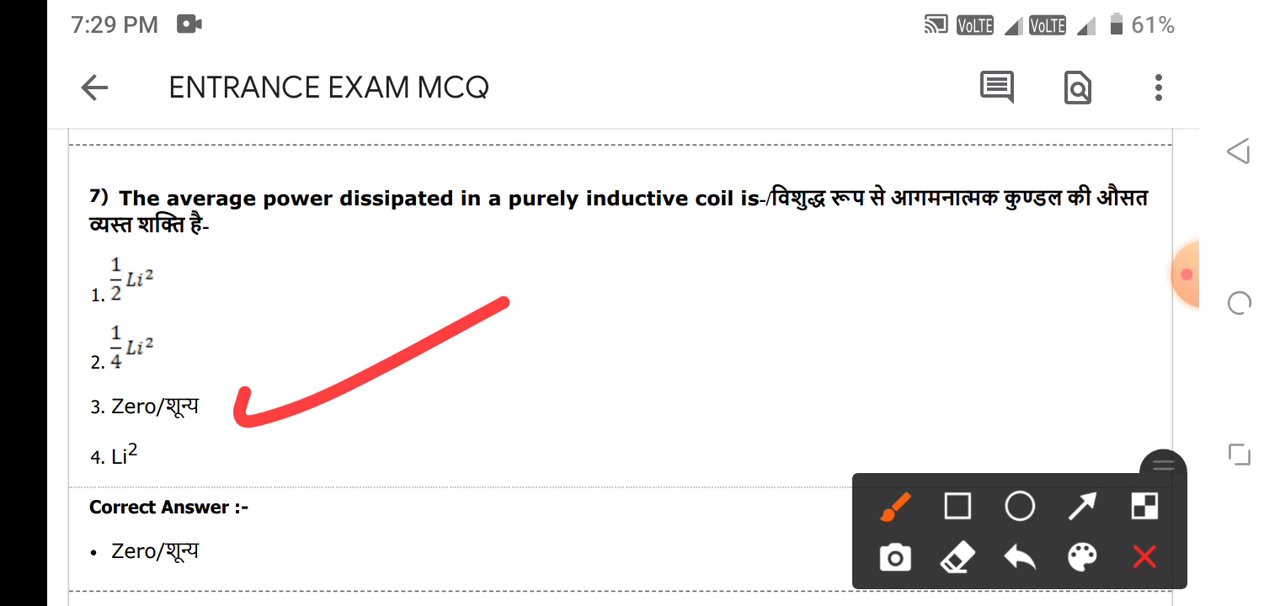 7:29 PM VoLTE VoLTE 61%
ENTRANCE EXAM MCQ
7) The average power dissipated in a purely inductive coil is-/विशुद्ध रूप से आगमनात्मक कुण्डल की औसत
व्यस्त शक्ति है-
1. 1/2 Li²
2. 1/4 Li²
3. Zero/शून्य
4. Li²
Correct Answer :-
• Zero/शून्य